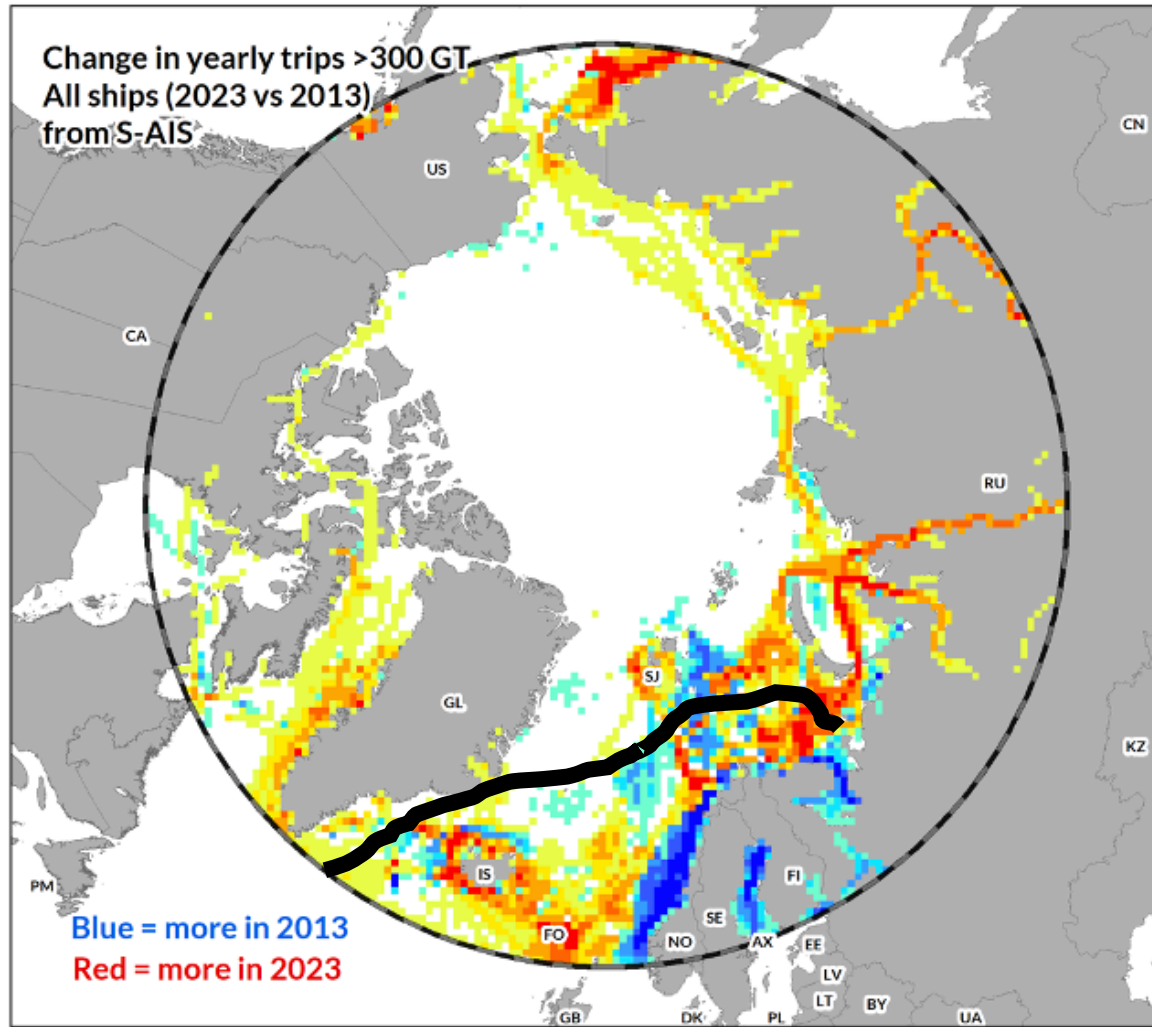 Change in yearly trips >300 GT
All ships (2023 vs 2013)
from S-AIS
CN
US
CA
RU
SJ
GL
KZ
IS
FI
PM
SE
FO
NO
AX
EE
LV
LT
BY
GB
DK
PL
UA
Blue = more in 2013
Red = more in 2023